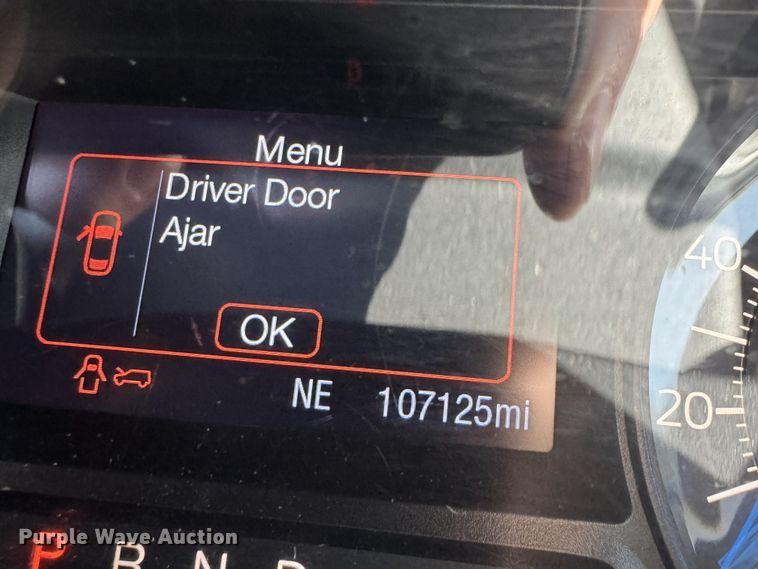 Menu
Driver Door
Ajar
OK
NE 107125mi
40
20
Purple Wave Auction
P R N D